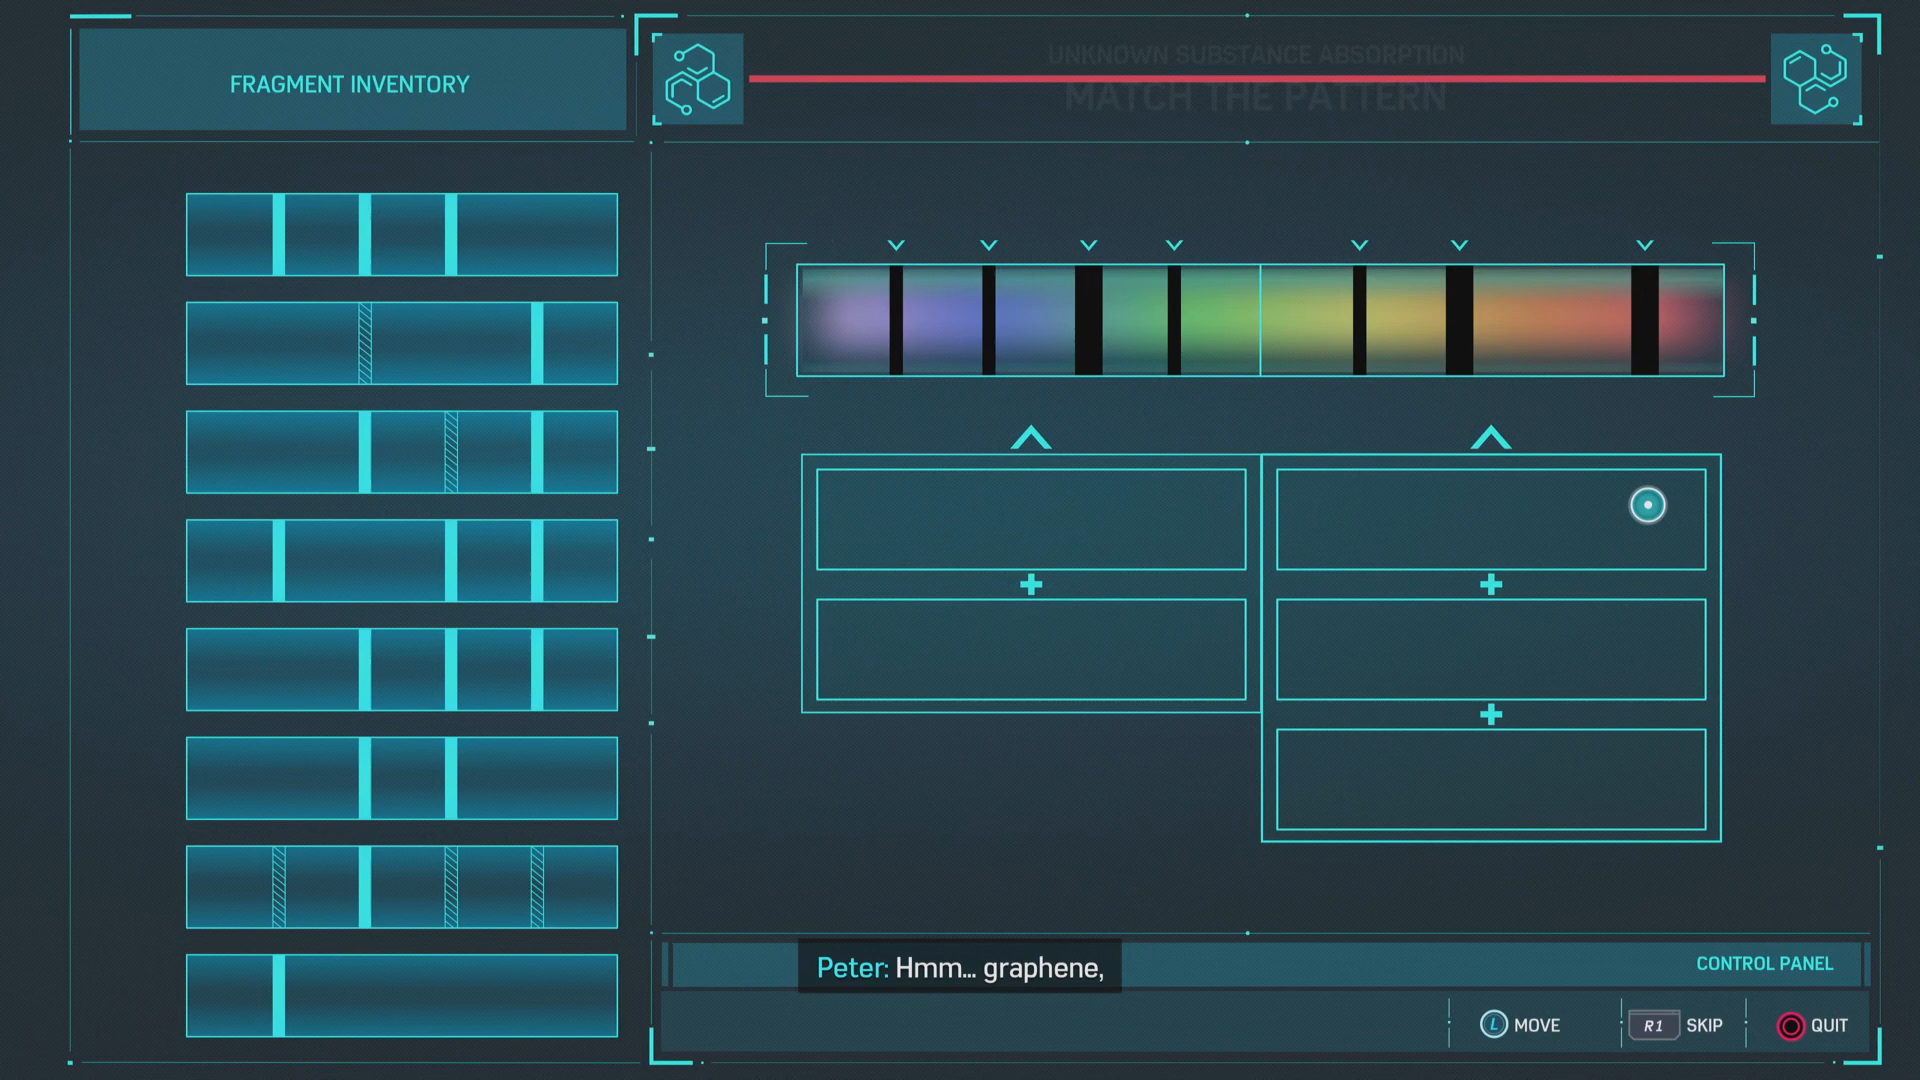 FRAGMENT INVENTORY
UNKNOWN SUBSTANCE ABSORPTION
MATCH THE PATTERN
Peter: Hmm... graphene,
CONTROL PANEL
L MOVE
R1 SKIP
QUIT